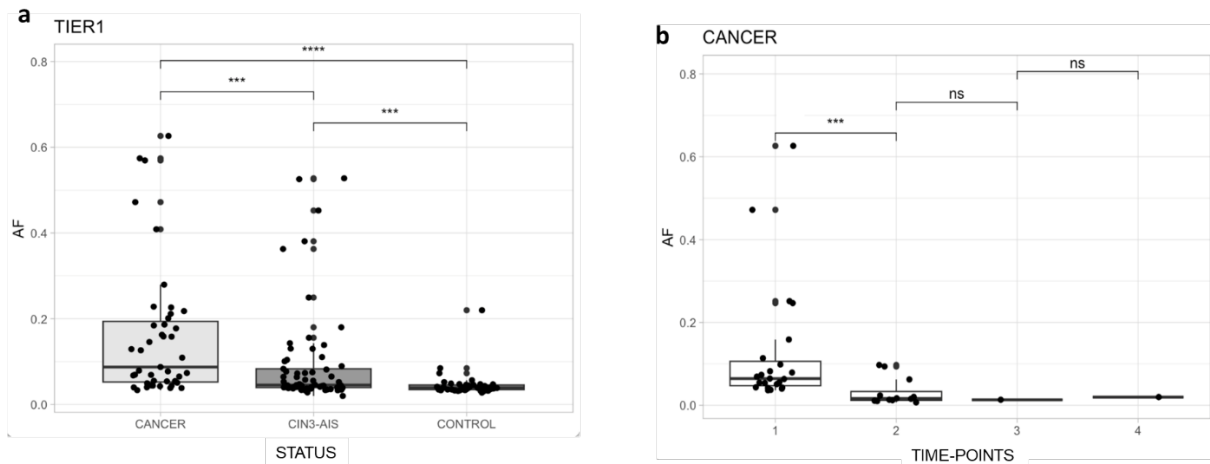 a TIER1
0.8
0.6
0.4
0.2
0.0
AF
****
***
***
CANCER CIN3-AIS CONTROL
STATUS
b CANCER
0.8
0.6
0.4
0.2
0.0
AF
ns
ns
***
1 2 3 4
TIME-POINTS